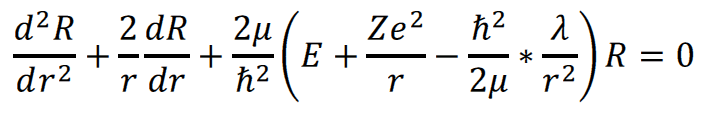 d²R/dr² + 2/r dR/dr + 2μ/ħ² (E + Ze²/r − ħ²/2μ * λ/r²) R = 0